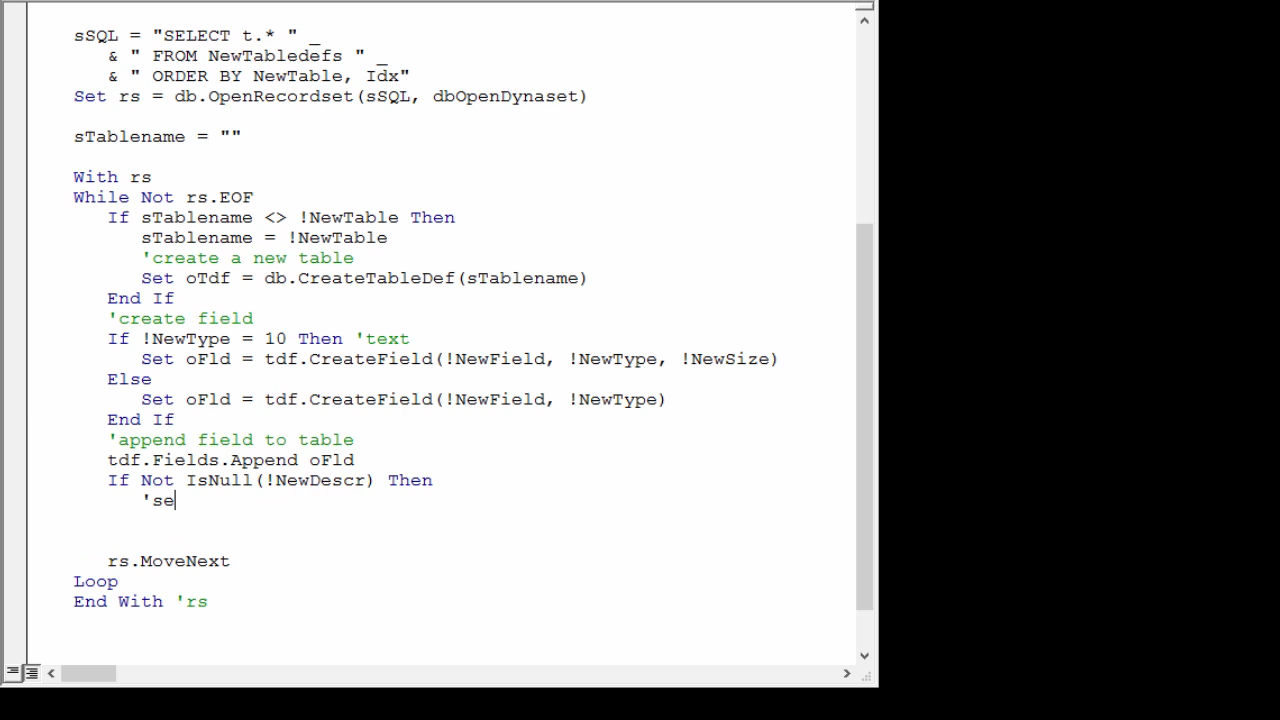 sSQL = "SELECT t.* " _
& " FROM NewTabledefs " _
& " ORDER BY NewTable, Idx"
Set rs = db.OpenRecordset(sSQL, dbOpenDynaset)
sTablename = ""
With rs
While Not rs.EOF
If sTablename <> !NewTable Then
sTablename = !NewTable
'create a new table
Set oTdf = db.CreateTableDef(sTablename)
End If
'create field
If !NewType = 10 Then 'text
Set oFld = tdf.CreateField(!NewField, !NewType, !NewSize)
Else
Set oFld = tdf.CreateField(!NewField, !NewType)
End If
'append field to table
tdf.Fields.Append oFld
If Not IsNull(!NewDescr) Then
'se
rs.MoveNext
Loop
End With 'rs